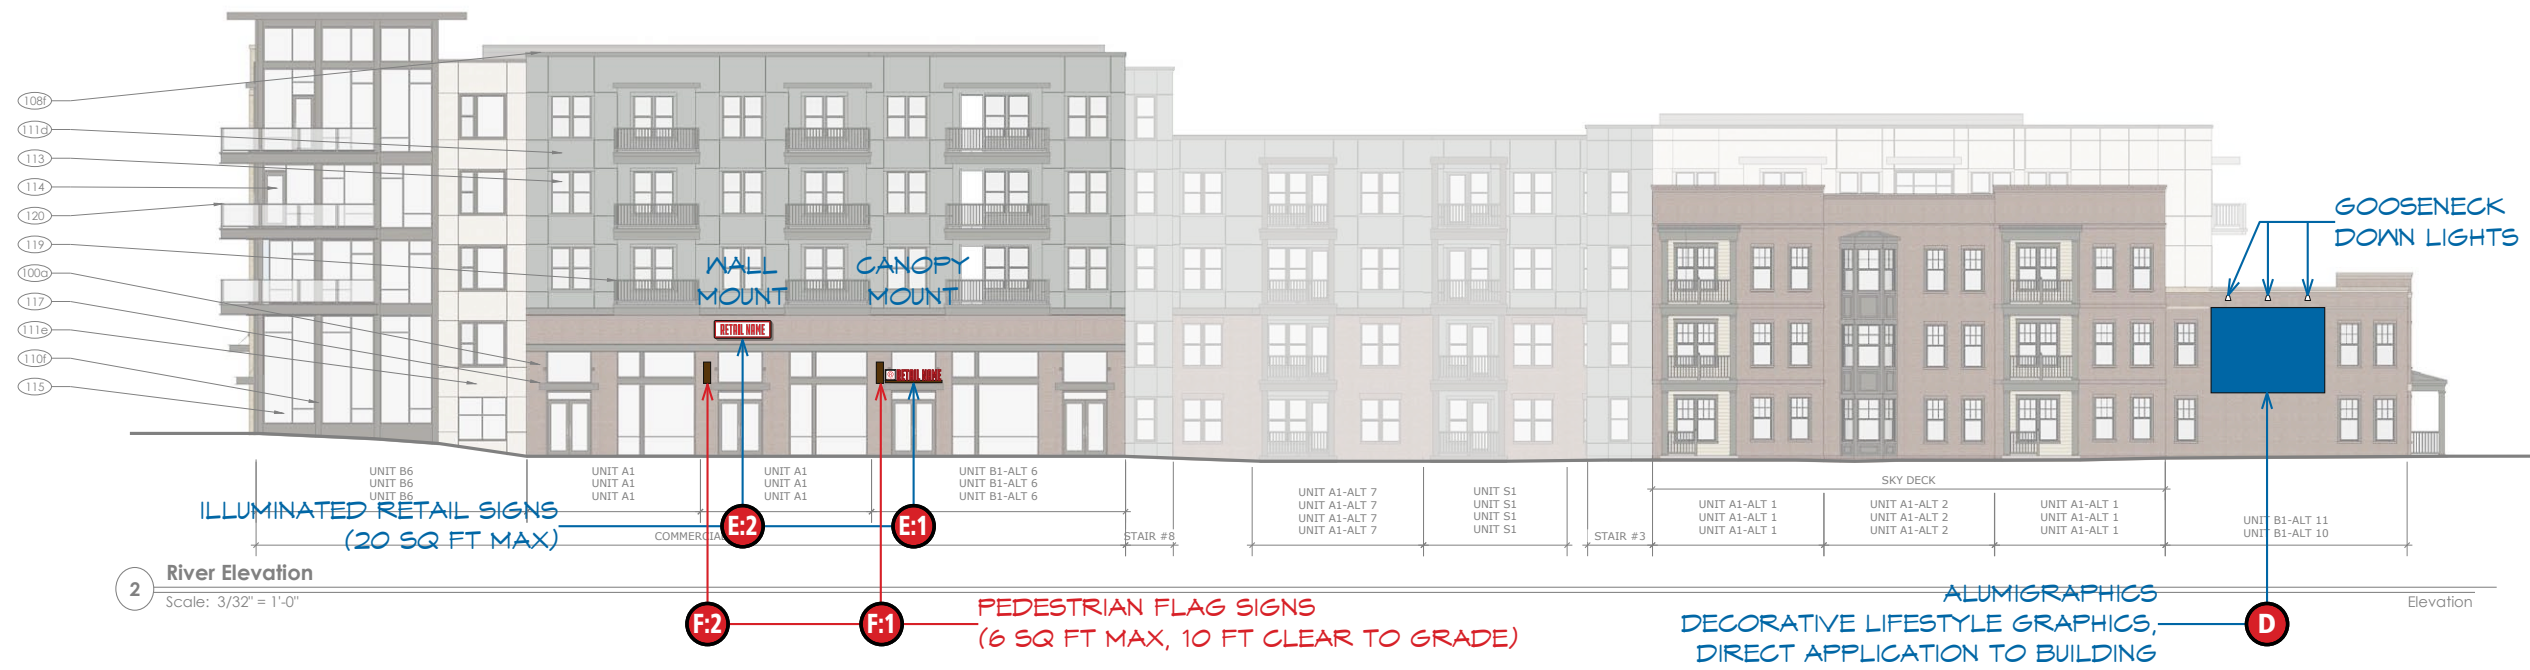 108f
111d
113
114
120
119
100a
117
111e
110f
115
WALL
MOUNT
CANOPY
MOUNT
RETAIL NAME
RETAIL NAME
GOOSENECK
DOWN LIGHTS
UNIT B6
UNIT B6
UNIT B6
UNIT A1
UNIT A1
UNIT A1
UNIT A1
UNIT A1
UNIT A1
UNIT B1-ALT 6
UNIT B1-ALT 6
UNIT B1-ALT 6
UNIT A1-ALT 7
UNIT A1-ALT 7
UNIT A1-ALT 7
UNIT A1-ALT 7
UNIT S1
UNIT S1
UNIT S1
UNIT S1
SKY DECK
UNIT A1-ALT 1
UNIT A1-ALT 1
UNIT A1-ALT 1
UNIT A1-ALT 2
UNIT A1-ALT 2
UNIT A1-ALT 2
UNIT A1-ALT 1
UNIT A1-ALT 1
UNIT A1-ALT 1
UNIT B1-ALT 11
UNIT B1-ALT 10
ILLUMINATED RETAIL SIGNS
(20 SQ FT MAX)
E:2
E:1
COMMERCIAL
STAIR #8
STAIR #3
2
River Elevation
Scale: 3/32" = 1'-0"
Elevation
F:2
F:1
PEDESTRIAN FLAG SIGNS
(6 SQ FT MAX, 10 FT CLEAR TO GRADE)
ALUMIGRAPHICS
DECORATIVE LIFESTYLE GRAPHICS,
DIRECT APPLICATION TO BUILDING
D